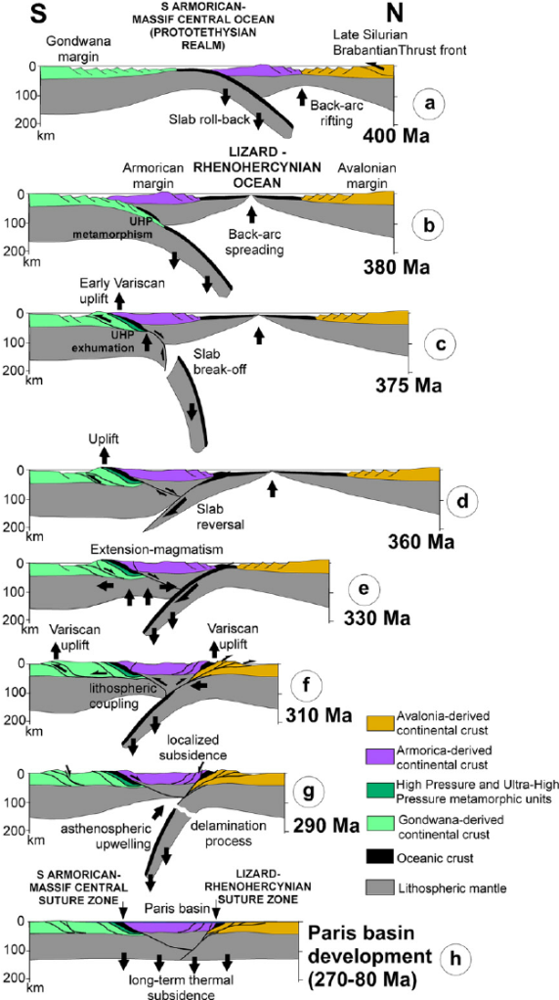 S
S ARMORICAN-
MASSIF CENTRAL OCEAN
(PROTOTETHYSIAN
REALM)
N
Gondwana
margin
Late Silurian
BrabantianThrust front
0
100
200
km
Slab roll-back
Back-arc
rifting
a
400 Ma
Armorican
margin
LIZARD -
RHENOHERCYNIAN
OCEAN
Avalonian
margin
0
100
200
km
UHP
metamorphism
Back-arc
spreading
b
380 Ma
Early Variscan
uplift
0
100
200
km
UHP
exhumation
Slab
break-off
c
375 Ma
Uplift
0
100
200
km
Slab
reversal
d
360 Ma
Extension-magmatism
0
100
200
km
e
330 Ma
Variscan
uplift
Variscan
uplift
0
100
200
km
lithospheric
coupling
f
310 Ma
localized
subsidence
0
100
200
km
asthenospheric
upwelling
delamination
process
g
290 Ma
Avalonia-derived
continental crust
Armorica-derived
continental crust
High Pressure and Ultra-High
Pressure metamorphic units
Gondwana-derived
continental crust
Oceanic crust
Lithospheric mantle
S ARMORICAN-
MASSIF CENTRAL
SUTURE ZONE
Paris basin
LIZARD-
RHENOHERCYNIAN
SUTURE ZONE
0
100
200
km
long-term thermal
subsidence
Paris basin
development
(270-80 Ma)
h